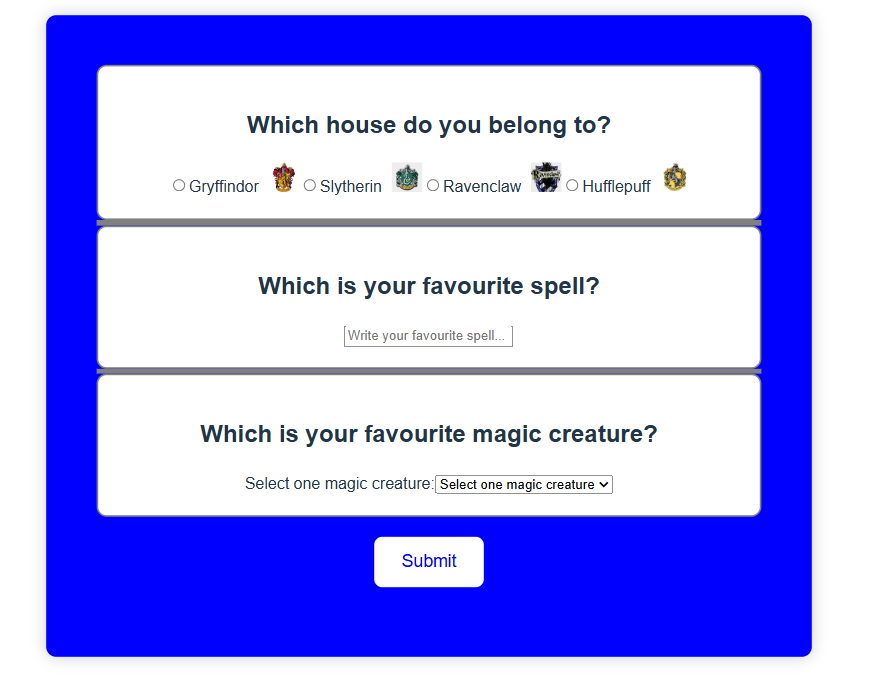 Which house do you belong to?
Gryffindor Slytherin Ravenclaw Hufflepuff
Which is your favourite spell?
Write your favourite spell...
Which is your favourite magic creature?
Select one magic creature: Select one magic creature
Submit